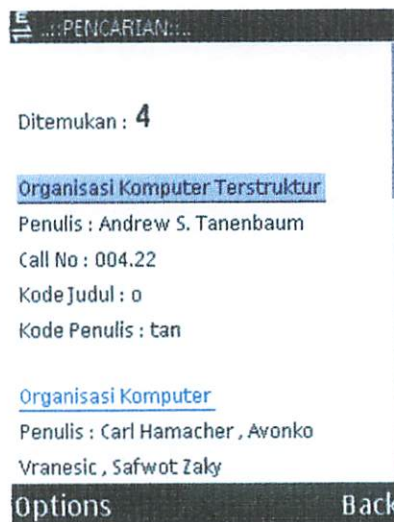 E
..::PENCARIAN::..
Ditemukan : 4
Organisasi Komputer Terstruktur
Penulis : Andrew S. Tanenbaum
Call No : 004.22
Kode Judul : o
Kode Penulis : tan
Organisasi Komputer
Penulis : Carl Hamacher , Avonko
Vranesic , Safwot Zaky
Options Back